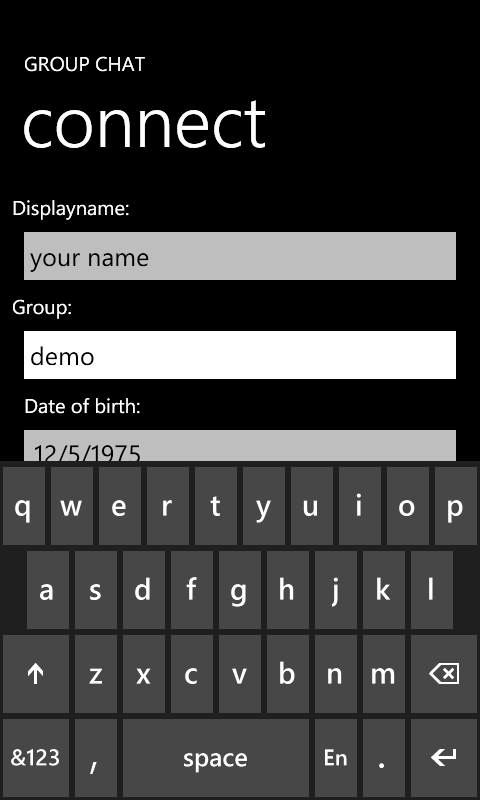 GROUP CHAT
connect
Displayname:
your name
Group:
demo
Date of birth:
12/5/1975
q w e r t y u i o p
a s d f g h j k l
z x c v b n m
&123 , space En .